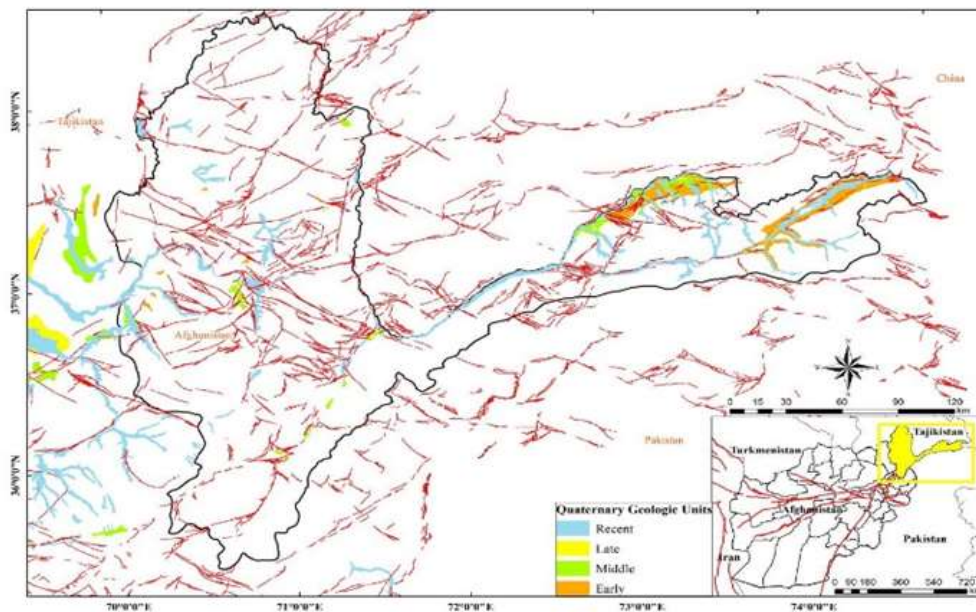 China
Tajikistan
38°0'0"N
37°0'0"N
36°0'0"N
Afghanistan
Pakistan
N
0 15 30 60 90 120
Km
Quaternary Geologic Units
Recent
Late
Middle
Early
Turkmenistan
Tajikistan
Afghanistan
Iran
Pakistan
0 90 180 360 540 720
70°0'0"E
71°0'0"E
72°0'0"E
73°0'0"E
74°0'0"E